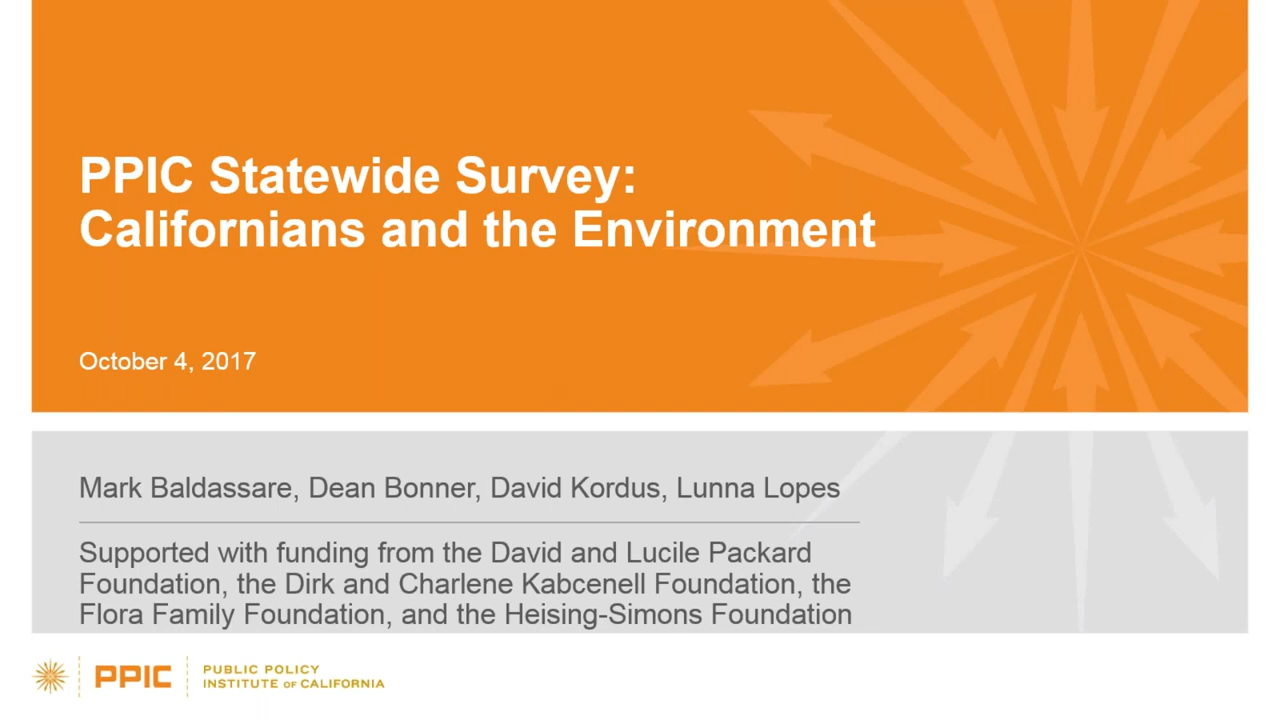 PPIC Statewide Survey:
Californians and the Environment
October 4, 2017
Mark Baldassare, Dean Bonner, David Kordus, Lunna Lopes
Supported with funding from the David and Lucile Packard
Foundation, the Dirk and Charlene Kabcenell Foundation, the
Flora Family Foundation, and the Heising-Simons Foundation
PPIC
PUBLIC POLICY
INSTITUTE OF CALIFORNIA